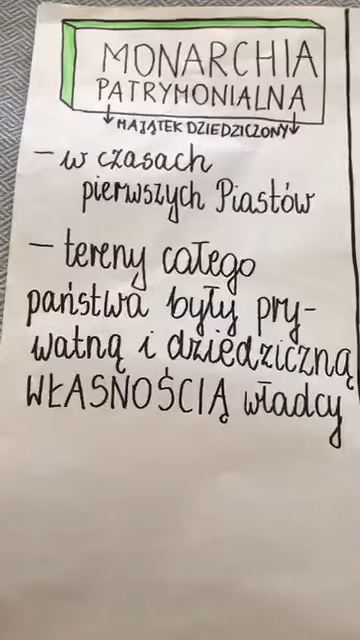 MONARCHIA
PATRYMONIALNA
MAJĄTEK DZIEDZICZONY
– w czasach
pierwszych Piastów
– tereny całego
państwa były pry-
watną i dziedziczną
WŁASNOŚCIĄ władcy